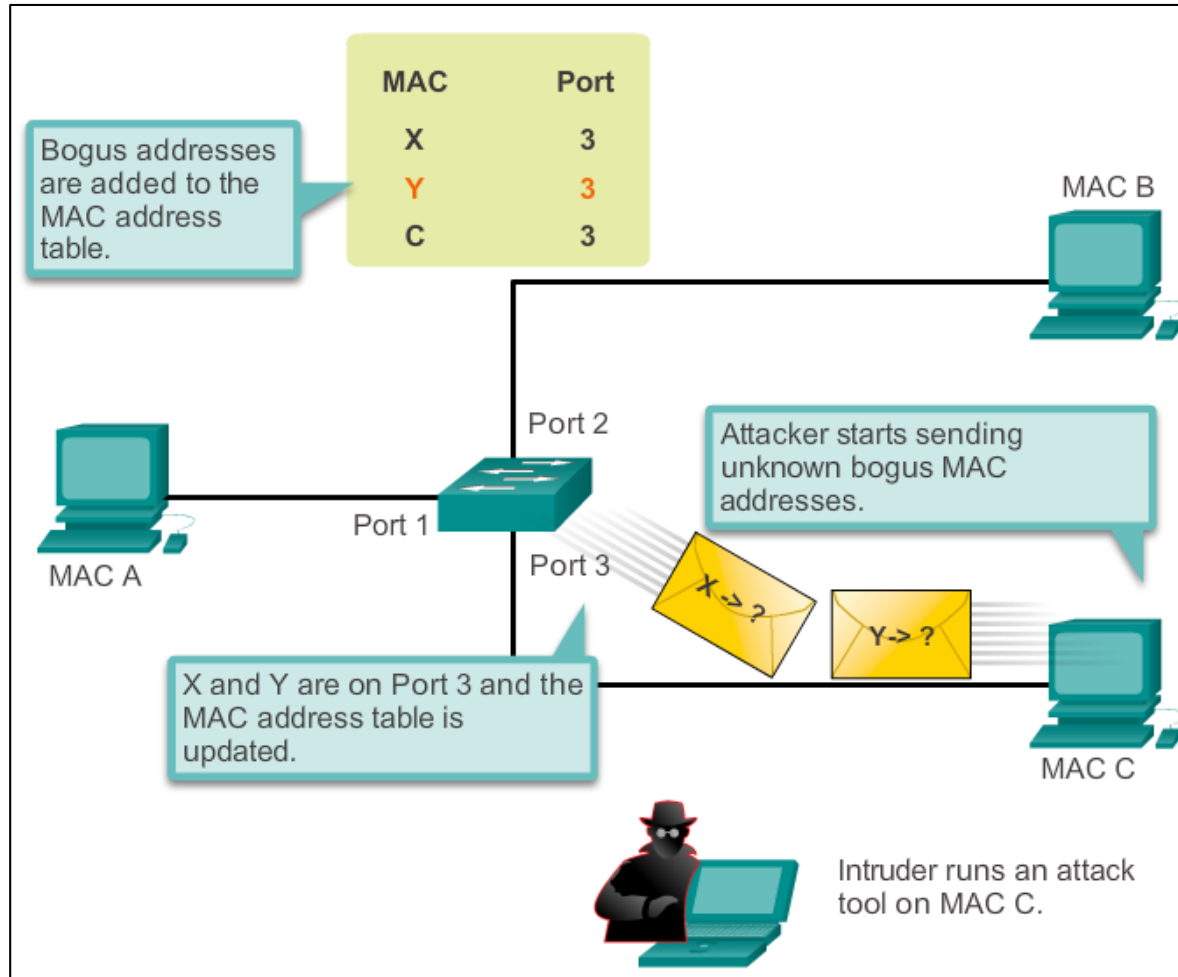 MAC Port
X 3
Y 3
C 3
Bogus addresses
are added to the
MAC address
table.
MAC B
Port 2
Attacker starts sending
unknown bogus MAC
addresses.
Port 1
MAC A
Port 3
X -> ?
Y-> ?
X and Y are on Port 3 and the
MAC address table is
updated.
MAC C
Intruder runs an attack
tool on MAC C.